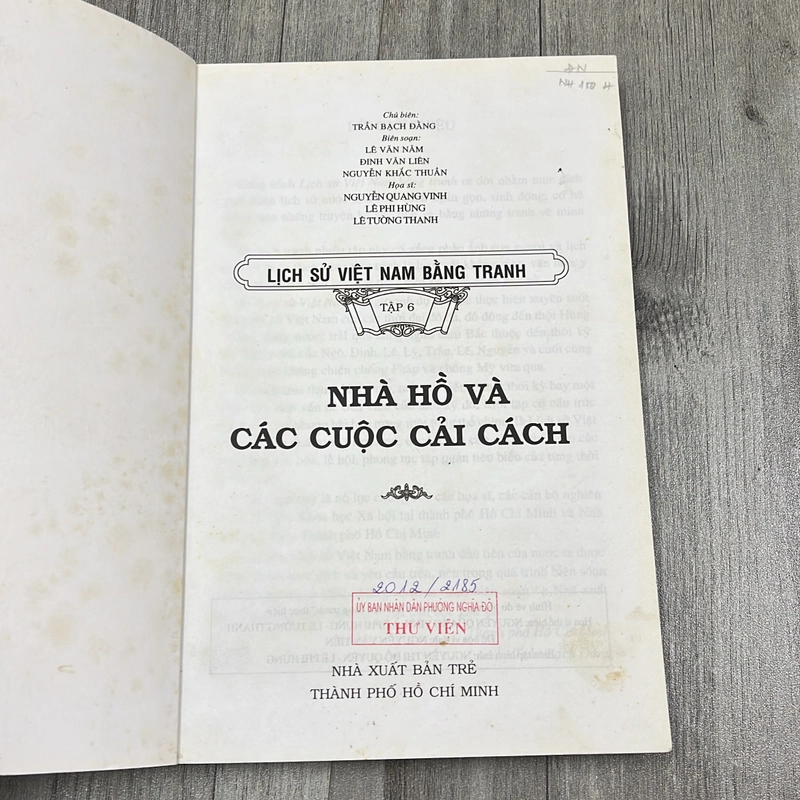 ĐN
NH 150 H
Chủ biên:
TRẦN BẠCH ĐẰNG
Biên soạn:
LÊ VĂN NĂM
ĐINH VĂN LIÊN
NGUYỄN KHẮC THUẦN
Họa sĩ:
NGUYỄN QUANG VINH
LÊ PHI HÙNG
LÊ TƯỜNG THANH
LỊCH SỬ VIỆT NAM BẰNG TRANH
TẬP 6
NHÀ HỒ VÀ
CÁC CUỘC CẢI CÁCH
2012/2185
ỦY BAN NHÂN DÂN PHƯỜNG NGHĨA ĐÔ
THƯ VIỆN
NHÀ XUẤT BẢN TRẺ
THÀNH PHỐ HỒ CHÍ MINH